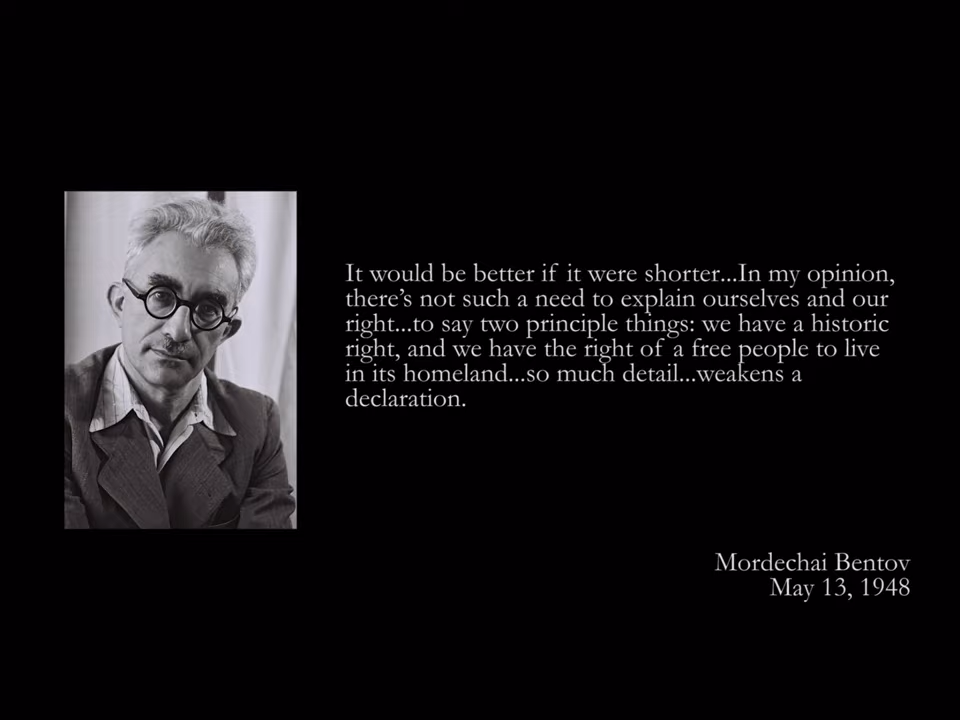 It would be better if it were shorter...In my opinion,
there’s not such a need to explain ourselves and our
right...to say two principle things: we have a historic
right, and we have the right of a free people to live
in its homeland...so much detail...weakens a
declaration.
Mordechai Bentov
May 13, 1948